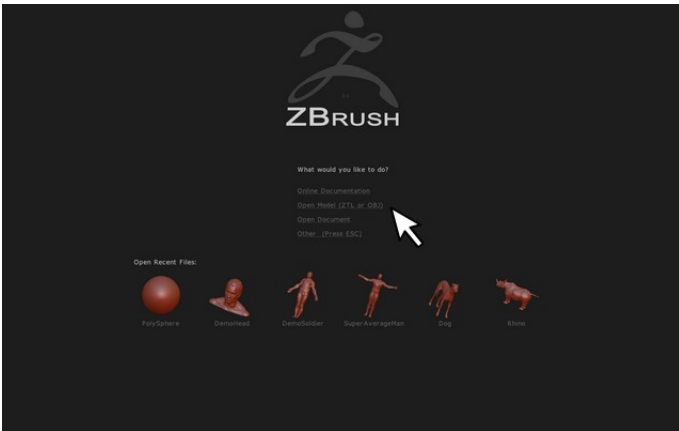 ZBRUSH
What would you like to do?
Online Documentation
Open Model (ZTL or OBJ)
Open Document
Other (Press ESC)
Open Recent Files:
PolySphere DemoHead DemoSoldier SuperAverageMan Dog Rhino